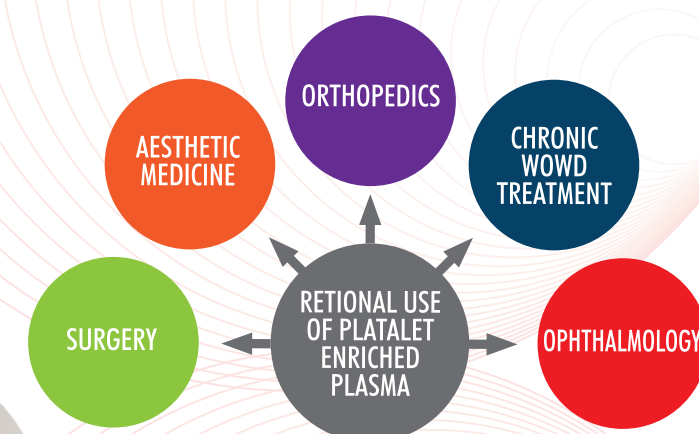 ORTHOPEDICS
AESTHETIC
MEDICINE
CHRONIC
WOWD
TREATMENT
SURGERY
RETIONAL USE
OF PLATALET
ENRICHED
PLASMA
OPHTHALMOLOGY